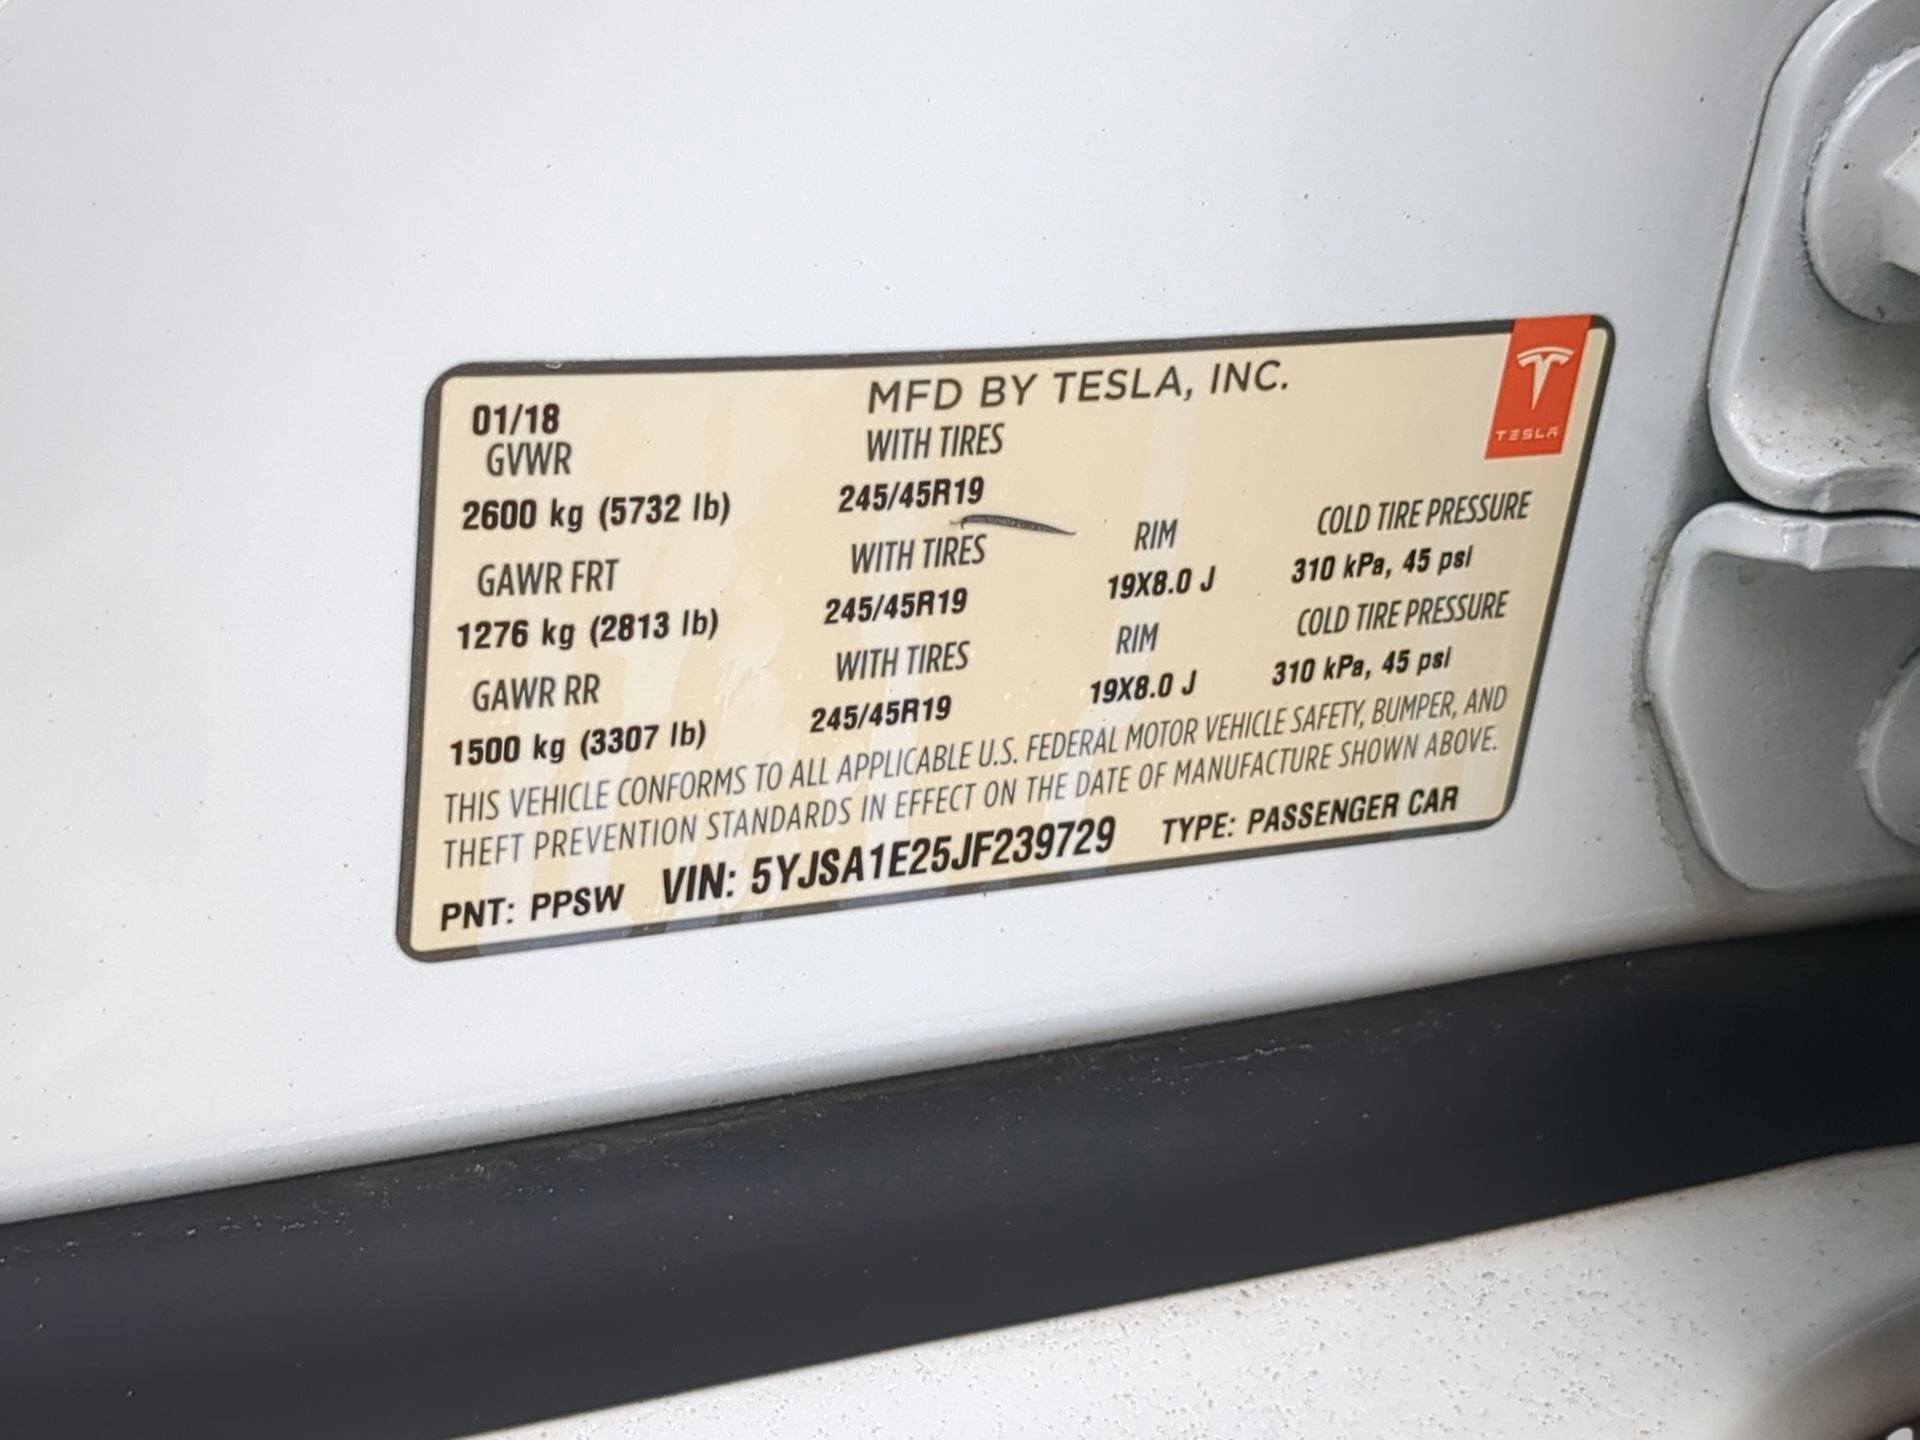 MFD BY TESLA, INC.
TESLA
01/18
GVWR WITH TIRES
2600 kg (5732 lb) 245/45R19
GAWR FRT WITH TIRES RIM COLD TIRE PRESSURE
1276 kg (2813 lb) 245/45R19 19X8.0 J 310 kPa, 45 psi
GAWR RR WITH TIRES RIM COLD TIRE PRESSURE
1500 kg (3307 lb) 245/45R19 19X8.0 J 310 kPa, 45 psi
THIS VEHICLE CONFORMS TO ALL APPLICABLE U.S. FEDERAL MOTOR VEHICLE SAFETY, BUMPER, AND
THEFT PREVENTION STANDARDS IN EFFECT ON THE DATE OF MANUFACTURE SHOWN ABOVE.
PNT: PPSW VIN: 5YJSA1E25JF239729 TYPE: PASSENGER CAR